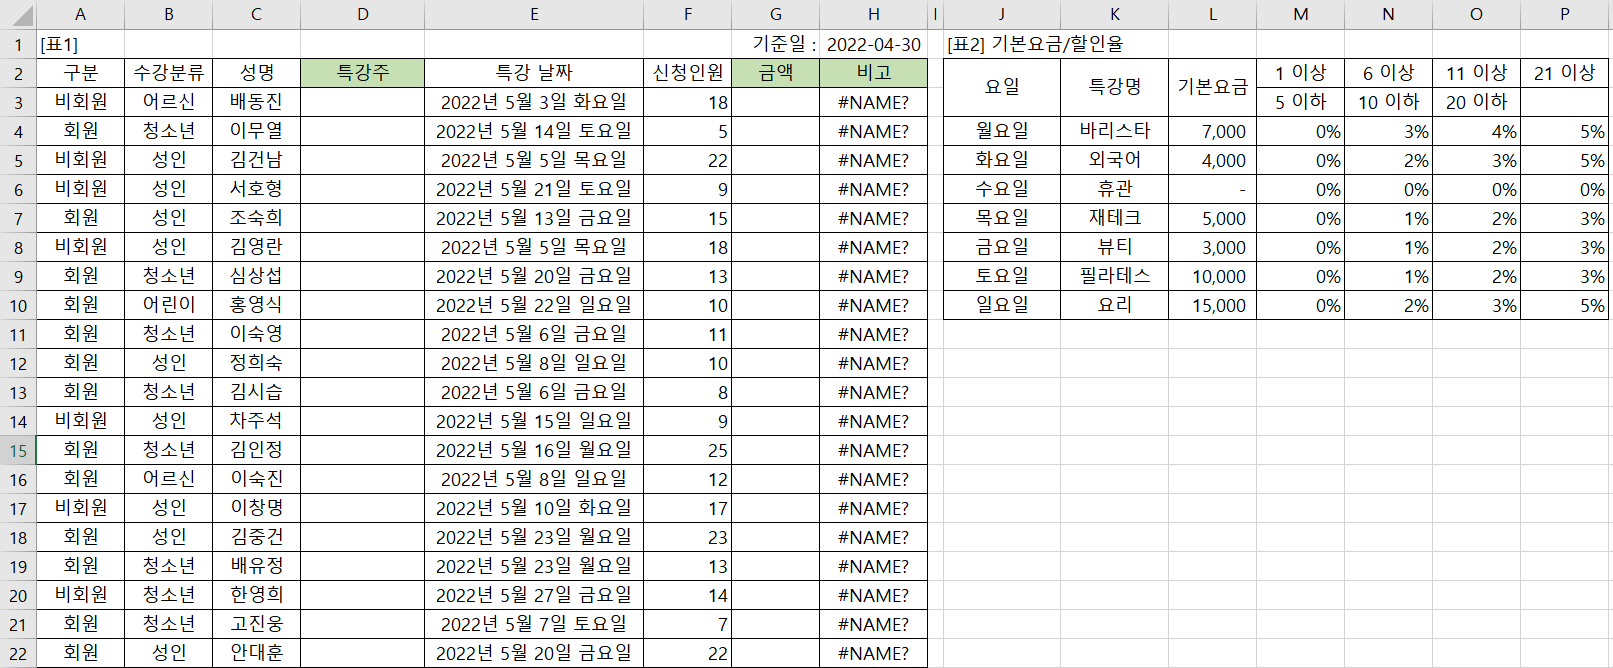 A B C D E F G H I J K L M N O P
1 [표1] 기준일 : 2022-04-30 [표2] 기본요금/할인율
2 구분 수강분류 성명 특강주 특강 날짜 신청인원 금액 비고 요일 특강명 기본요금 1 이상 6 이상 11 이상 21 이상
3 비회원 어르신 배동진 2022년 5월 3일 화요일 18 #NAME? 5 이하 10 이하 20 이하
4 회원 청소년 이무열 2022년 5월 14일 토요일 5 #NAME? 월요일 바리스타 7,000 0% 3% 4% 5%
5 비회원 성인 김건남 2022년 5월 5일 목요일 22 #NAME? 화요일 외국어 4,000 0% 2% 3% 5%
6 비회원 성인 서호형 2022년 5월 21일 토요일 9 #NAME? 수요일 휴관 - 0% 0% 0% 0%
7 회원 성인 조숙희 2022년 5월 13일 금요일 15 #NAME? 목요일 재테크 5,000 0% 1% 2% 3%
8 비회원 성인 김영란 2022년 5월 5일 목요일 18 #NAME? 금요일 뷰티 3,000 0% 1% 2% 3%
9 회원 청소년 심상섭 2022년 5월 20일 금요일 13 #NAME? 토요일 필라테스 10,000 0% 1% 2% 3%
10 회원 어린이 홍영식 2022년 5월 22일 일요일 10 #NAME? 일요일 요리 15,000 0% 2% 3% 5%
11 회원 청소년 이숙영 2022년 5월 6일 금요일 11 #NAME?
12 회원 성인 정희숙 2022년 5월 8일 일요일 10 #NAME?
13 회원 청소년 김시습 2022년 5월 6일 금요일 8 #NAME?
14 비회원 성인 차주석 2022년 5월 15일 일요일 9 #NAME?
15 회원 청소년 김인정 2022년 5월 16일 월요일 25 #NAME?
16 회원 어르신 이숙진 2022년 5월 8일 일요일 12 #NAME?
17 비회원 성인 이창명 2022년 5월 10일 화요일 17 #NAME?
18 회원 성인 김중건 2022년 5월 23일 월요일 23 #NAME?
19 회원 청소년 배유정 2022년 5월 23일 월요일 13 #NAME?
20 비회원 청소년 한영희 2022년 5월 27일 금요일 14 #NAME?
21 회원 청소년 고진웅 2022년 5월 7일 토요일 7 #NAME?
22 회원 성인 안대훈 2022년 5월 20일 금요일 22 #NAME?